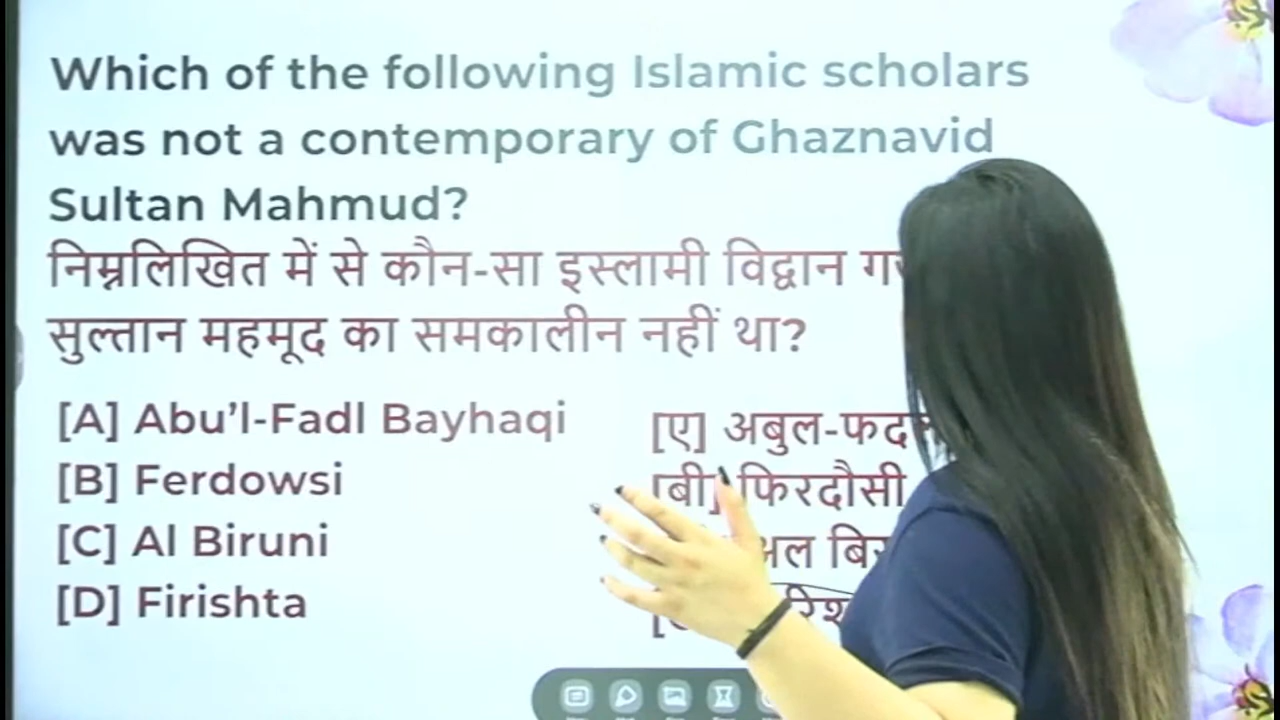 Which of the following Islamic scholars
was not a contemporary of Ghaznavid
Sultan Mahmud?
निम्नलिखित में से कौन-सा इस्लामी विद्वान
सुल्तान महमूद का समकालीन नहीं था?
[A] Abu’l-Fadl Bayhaqi
[B] Ferdowsi
[C] Al Biruni
[D] Firishta
[ए] अबुल-फद
[बी] फिरदौसी
अल